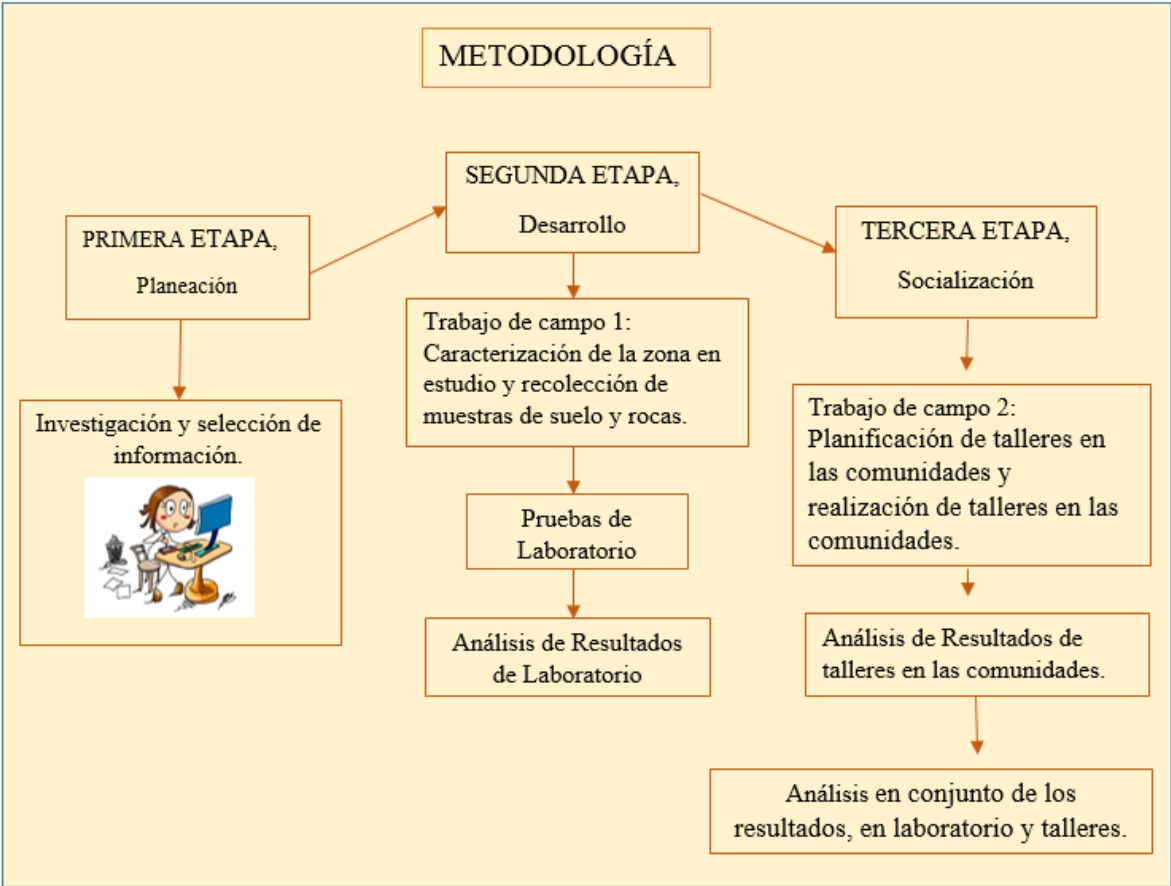 METODOLOGÍA
PRIMERA ETAPA,
Planeación
Investigación y selección de
información.
SEGUNDA ETAPA,
Desarrollo
Trabajo de campo 1:
Caracterización de la zona en
estudio y recolección de
muestras de suelo y rocas.
Pruebas de
Laboratorio
Análisis de Resultados
de Laboratorio
TERCERA ETAPA,
Socialización
Trabajo de campo 2:
Planificación de talleres en
las comunidades y
realización de talleres en las
comunidades.
Análisis de Resultados de
talleres en las comunidades.
Análisis en conjunto de los
resultados, en laboratorio y talleres.